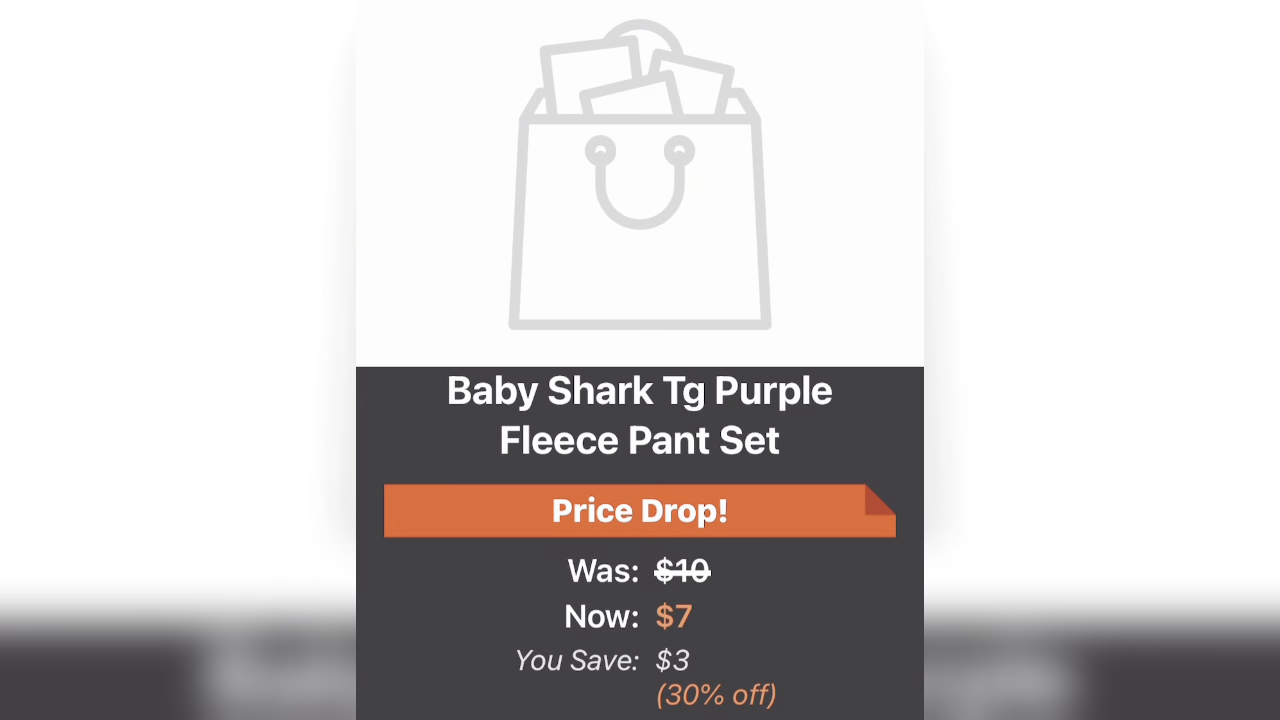 Baby Shark Tg Purple
Fleece Pant Set
Price Drop!
Was: $10
Now: $7
You Save: $3
(30% off)